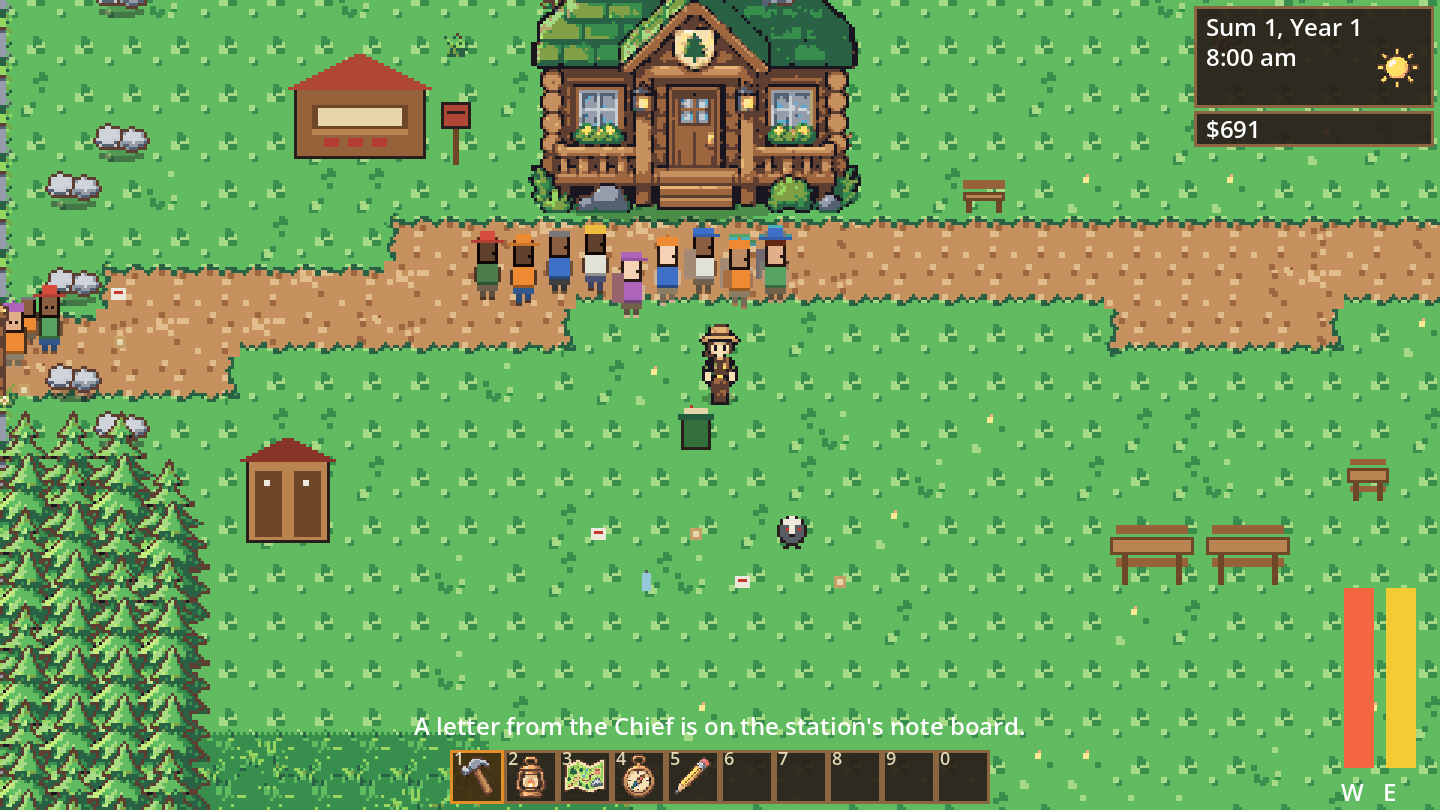 Sum 1, Year 1
8:00 am
$691
A letter from the Chief is on the station's note board.
1 2 3 4 5 6 7 8 9 0
W E